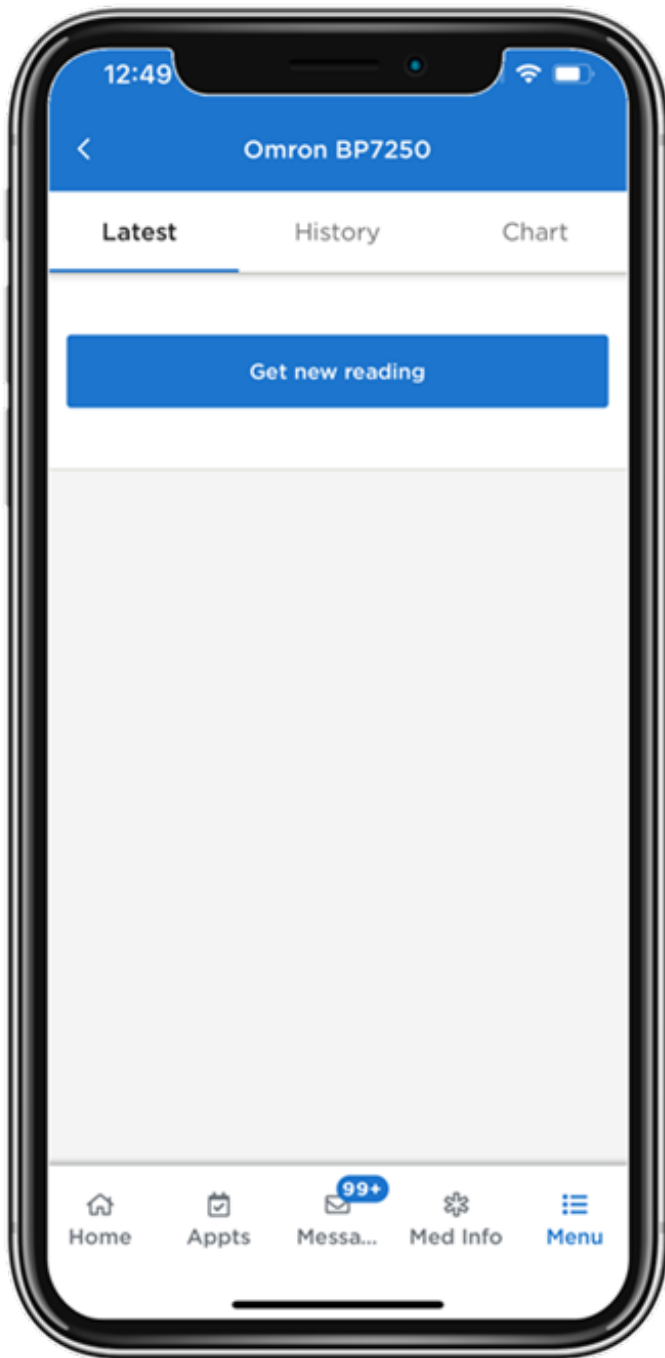 12:49
Omron BP7250
Latest History Chart
Get new reading
99+
Home Appts Messa... Med Info Menu